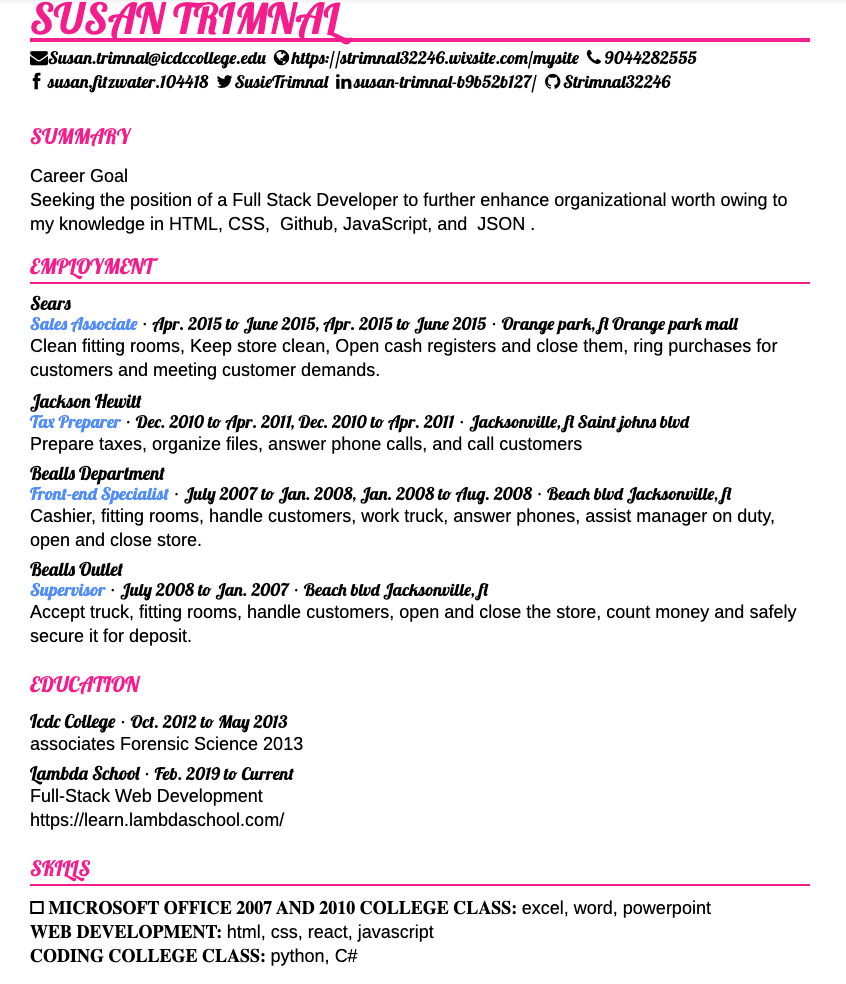 SUSAN TRIMNAL
Susan.trimnal@icdccollege.edu https://strimnal32246.wixsite.com/mysite 9044282555
susan.fitzwater.104418 SusieTrimnal susan-trimnal-b9b52b127/ Strimnal32246
SUMMARY
Career Goal
Seeking the position of a Full Stack Developer to further enhance organizational worth owing to
my knowledge in HTML, CSS,  Github, JavaScript, and  JSON .
EMPLOYMENT
Sears
Sales Associate · Apr. 2015 to June 2015, Apr. 2015 to June 2015 · Orange park, fl Orange park mall
Clean fitting rooms, Keep store clean, Open cash registers and close them, ring purchases for
customers and meeting customer demands.
Jackson Hewitt
Tax Preparer · Dec. 2010 to Apr. 2011, Dec. 2010 to Apr. 2011 · Jacksonville, fl Saint johns blvd
Prepare taxes, organize files, answer phone calls, and call customers
Bealls Department
Front-end Specialist · July 2007 to Jan. 2008, Jan. 2008 to Aug. 2008 · Beach blvd Jacksonville, fl
Cashier, fitting rooms, handle customers, work truck, answer phones, assist manager on duty,
open and close store.
Bealls Outlet
Supervisor · July 2008 to Jan. 2007 · Beach blvd Jacksonville, fl
Accept truck, fitting rooms, handle customers, open and close the store, count money and safely
secure it for deposit.
EDUCATION
Icdc College · Oct. 2012 to May 2013
associates Forensic Science 2013
Lambda School · Feb. 2019 to Current
Full-Stack Web Development
https://learn.lambdaschool.com/
SKILLS
☐ MICROSOFT OFFICE 2007 AND 2010 COLLEGE CLASS: excel, word, powerpoint
WEB DEVELOPMENT: html, css, react, javascript
CODING COLLEGE CLASS: python, C#